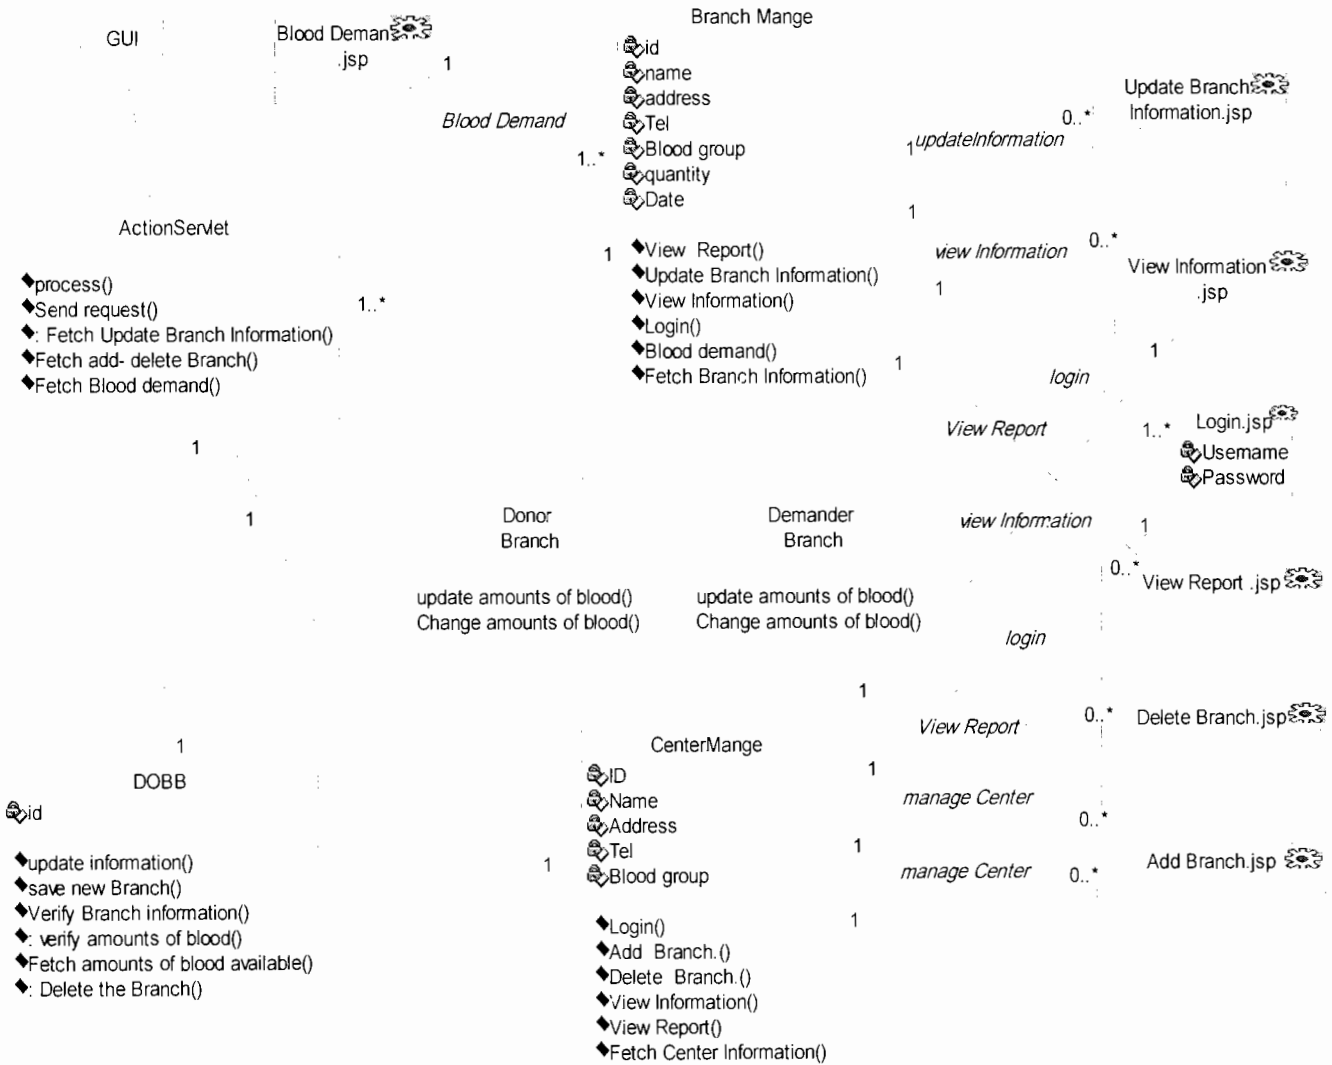 GUI
Blood Deman
.jsp
1
Blood Demand
1..*
Branch Mange
id
name
address
Tel
Blood group
quantity
Date
View Report()
Update Branch Information()
View Information()
Login()
Blood demand()
Fetch Branch Information()
1
updateInformation
0..*
Update Branch
Information.jsp
1
view Information
0..*
View Information
.jsp
1
login
1
1
View Report
1..*
Login.jsp
Username
Password
ActionServlet
process()
Send request()
: Fetch Update Branch Information()
Fetch add- delete Branch()
Fetch Blood demand()
1..*
1
1
1
Donor
Branch
update amounts of blood()
Change amounts of blood()
Demander
Branch
update amounts of blood()
Change amounts of blood()
view Information
1
0..*
View Report .jsp
login
1
View Report
0..*
Delete Branch.jsp
1
manage Center
0..*
1
manage Center
0..*
Add Branch.jsp
1
1
DOBB
id
update information()
save new Branch()
Verify Branch information()
: verify amounts of blood()
Fetch amounts of blood available()
: Delete the Branch()
1
CenterMange
ID
Name
Address
Tel
Blood group
Login()
Add Branch.()
Delete Branch.()
View Information()
View Report()
Fetch Center Information()